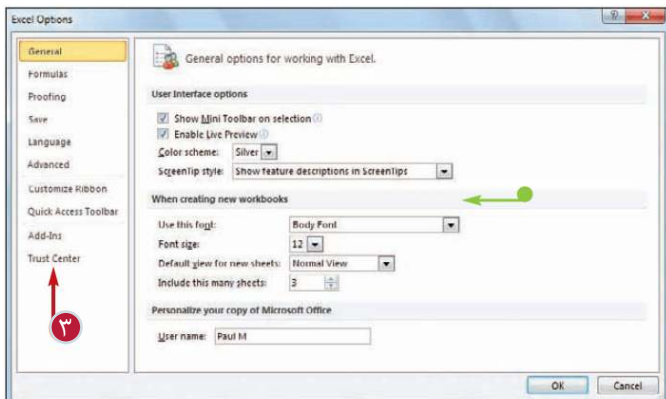 Excel Options
General
Formulas
Proofing
Save
Language
Advanced
Customize Ribbon
Quick Access Toolbar
Add-Ins
Trust Center
۳
General options for working with Excel.
User Interface options
Show Mini Toolbar on selection
Enable Live Preview
Color scheme: Silver
ScreenTip style: Show feature descriptions in ScreenTips
When creating new workbooks
Use this font: Body Font
Font size: 12
Default view for new sheets: Normal View
Include this many sheets: 3
Personalize your copy of Microsoft Office
User name: Paul M
OK Cancel